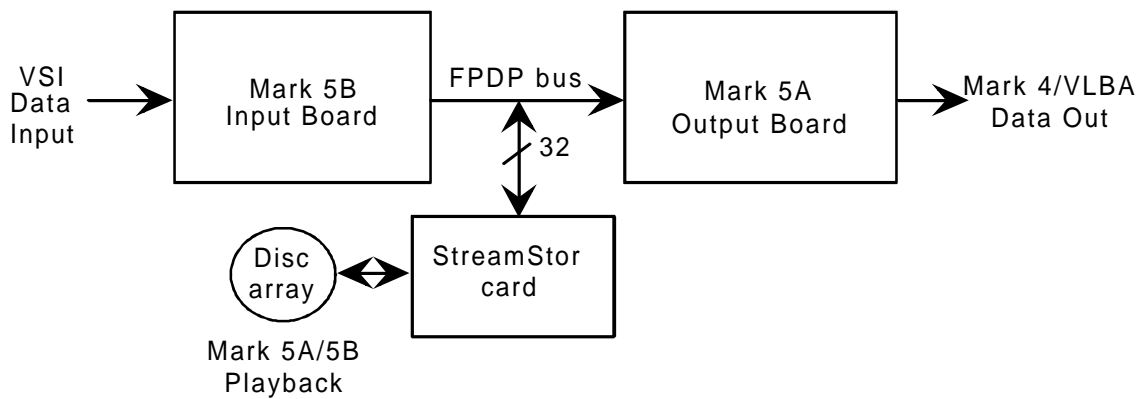 VSI
Data
Input
Mark 5B
Input Board
FPDP bus
Mark 5A
Output Board
Mark 4/VLBA
Data Out
32
Disc
array
StreamStor
card
Mark 5A/5B
Playback